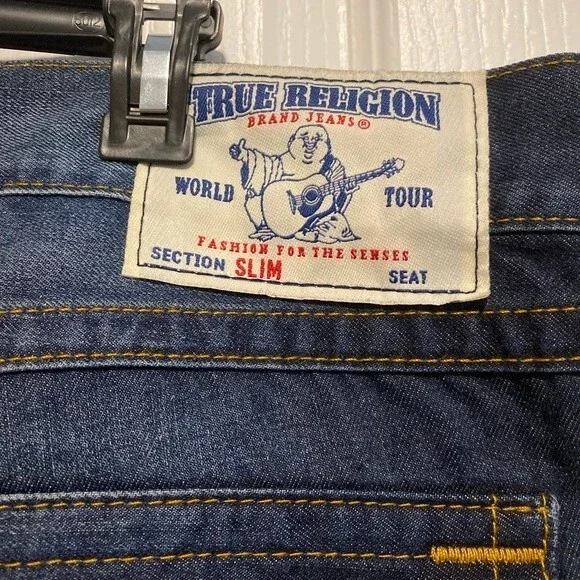 TRUE RELIGION
BRAND JEANS®
WORLD TOUR
FASHION FOR THE SENSES
SECTION SLIM SEAT